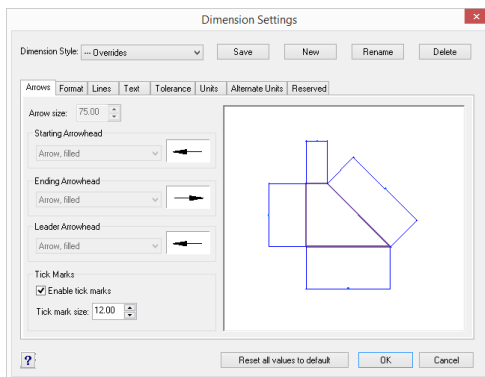 Dimension Settings
×
Dimension Style: --- Overrides Save New Rename Delete
Arrows Format Lines Text Tolerance Units Alternate Units Reserved
Arrow size: 75.00
Starting Arrowhead
Arrow, filled
Ending Arrowhead
Arrow, filled
Leader Arrowhead
Arrow, filled
Tick Marks
Enable tick marks
Tick mark size: 12.00
? Reset all values to default OK Cancel